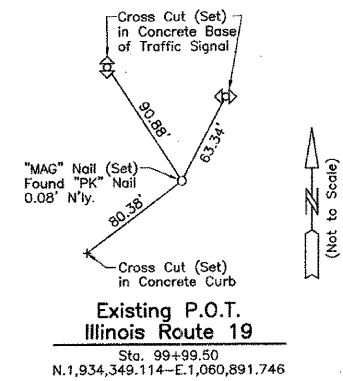 Cross Cut (Set)
in Concrete Base
of Traffic Signal
90.88'
63.34'
"MAG" Nail (Set)
Found "PK" Nail
0.08' N'ly.
80.38'
N
(Not to Scale)
Cross Cut (Set)
in Concrete Curb
Existing P.O.T.
Illinois Route 19
Sta. 99+99.50
N.1,934,349.114–E.1,060,891.746